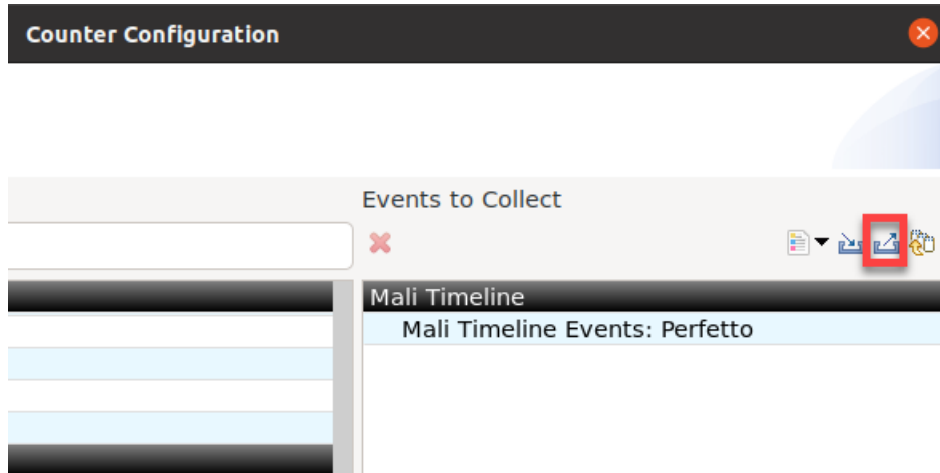 Counter Configuration
Events to Collect
Mali Timeline
Mali Timeline Events: Perfetto